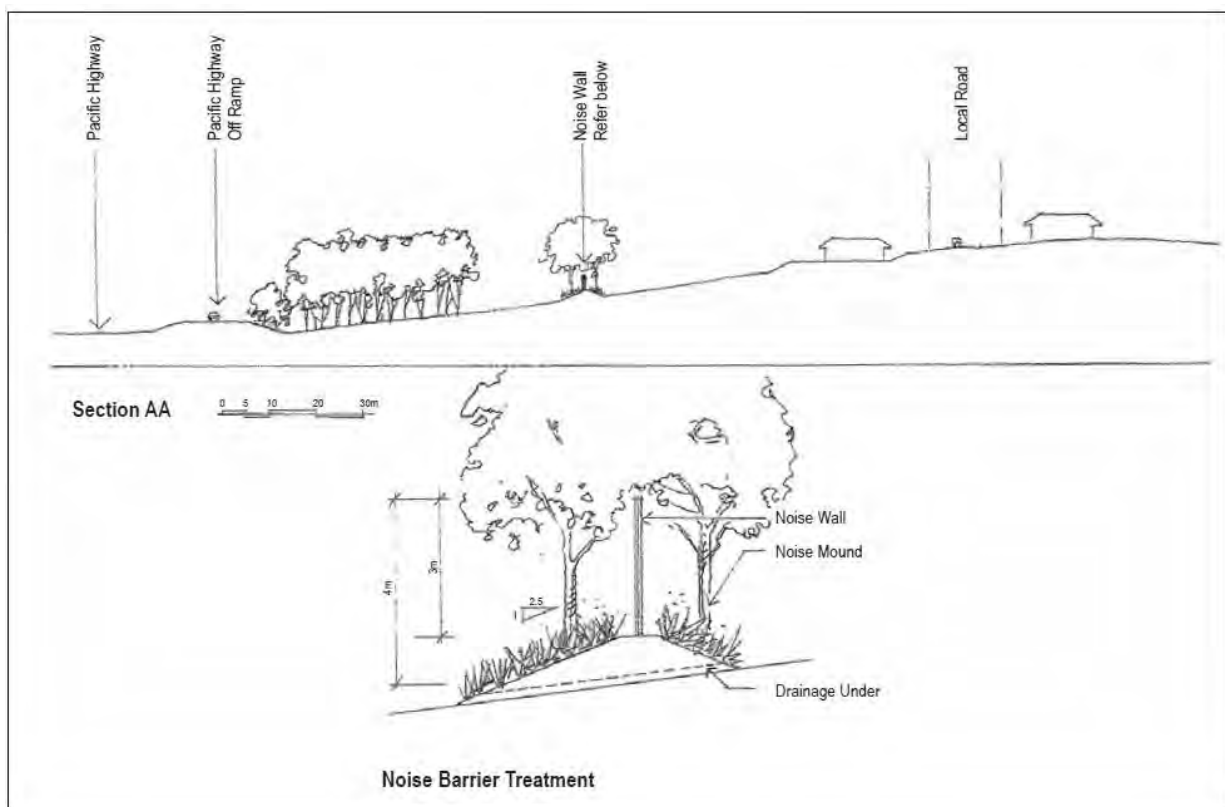 Pacific Highway
Pacific Highway
Off Ramp
Noise Wall
Refer below
Local Road
Section AA
0 5 10 20 30m
4m
3m
2.5
1
Noise Wall
Noise Mound
Drainage Under
Noise Barrier Treatment